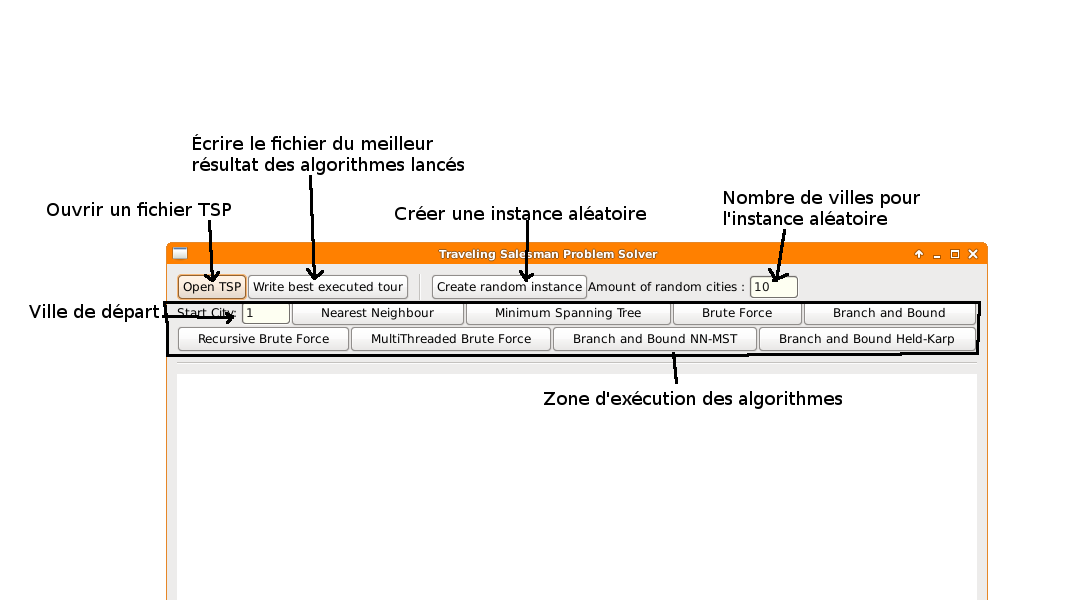 Écrire le fichier du meilleur
résultat des algorithmes lancés
Ouvrir un fichier TSP
Créer une instance aléatoire
Nombre de villes pour
l'instance aléatoire
Traveling Salesman Problem Solver
Open TSP Write best executed tour Create random instance Amount of random cities : 10
Ville de départ
Start City: 1 Nearest Neighbour Minimum Spanning Tree Brute Force Branch and Bound
Recursive Brute Force MultiThreaded Brute Force Branch and Bound NN-MST Branch and Bound Held-Karp
Zone d'exécution des algorithmes